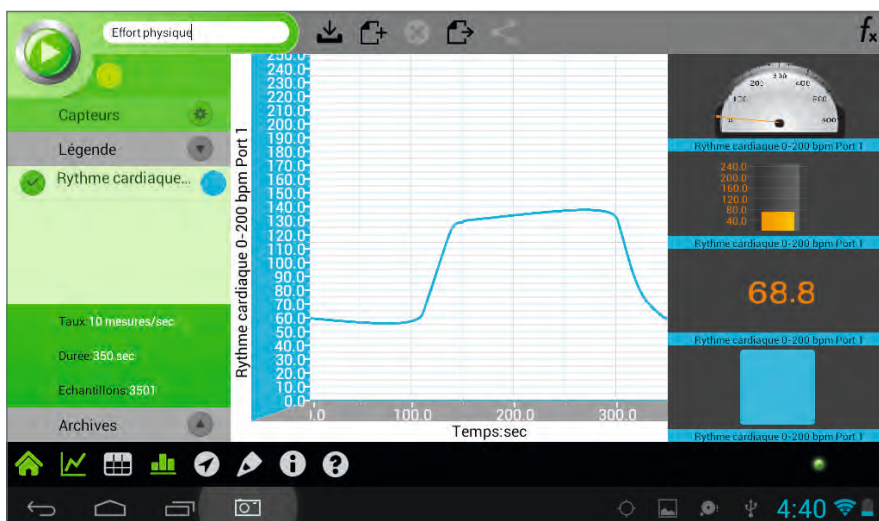 Effort physique
fx
Capteurs
Légende
Rythme cardiaque...
Taux:10 mesures/sec
Durée:350 sec
Echantillons:3501
Archives
Rythme cardiaque 0-200 bpm Port 1
250.0
240.0
230.0
220.0
210.0
200.0
190.0
180.0
170.0
160.0
150.0
140.0
130.0
120.0
110.0
100.0
90.0
80.0
70.0
60.0
50.0
40.0
30.0
20.0
10.0
0.0
100.0 200.0 300.0
Temps:sec
Rythme cardiaque 0-200 bpm Port 1
240.0
200.0
160.0
120.0
80.0
40.0
Rythme cardiaque 0-200 bpm Port 1
68.8
Rythme cardiaque 0-200 bpm Port 1
Rythme cardiaque 0-200 bpm Port 1
4:40